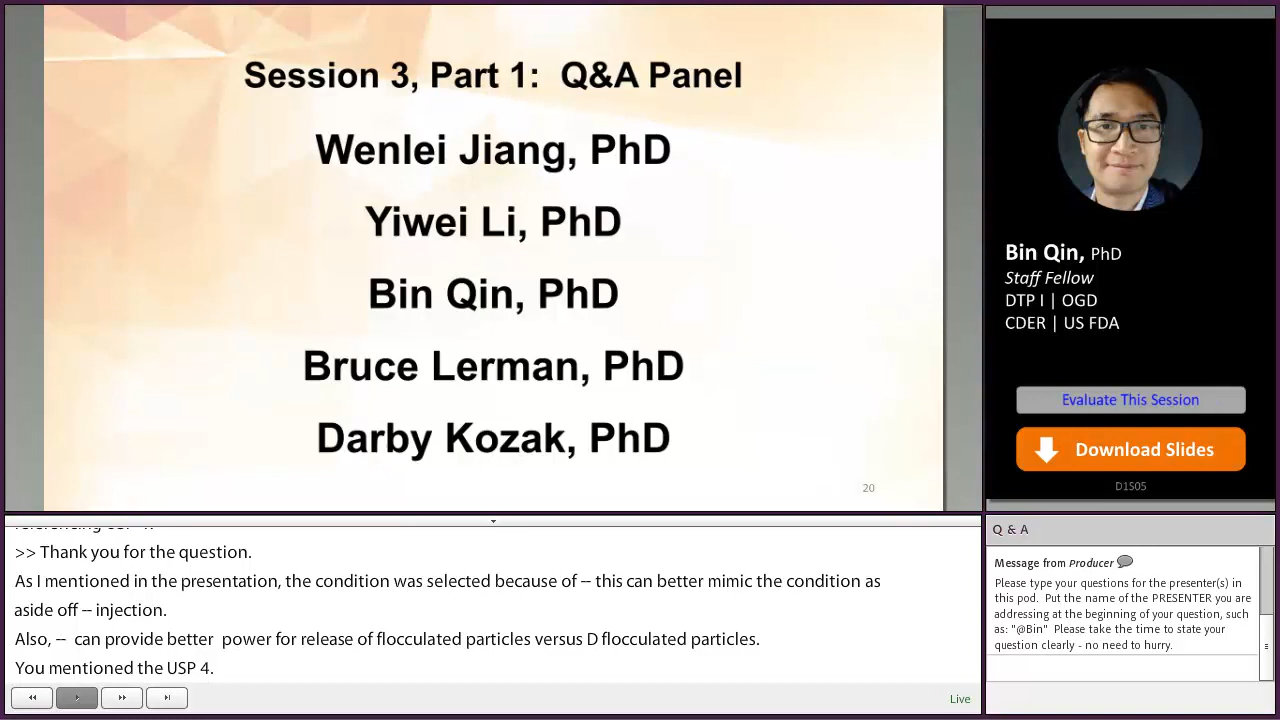 Session 3, Part 1: Q&A Panel
Wenlei Jiang, PhD
Yiwei Li, PhD
Bin Qin, PhD
Bruce Lerman, PhD
Darby Kozak, PhD
20
Bin Qin, PhD
Staff Fellow
DTP I | OGD
CDER | US FDA
Evaluate This Session
Download Slides
D1S05
>> Thank you for the question.
As I mentioned in the presentation, the condition was selected because of -- this can better mimic the condition as
aside off -- injection.
Also, -- can provide better power for release of flocculated particles versus D flocculated particles.
You mentioned the USP 4.
Live
Q & A
Message from Producer
Please type your questions for the presenter(s) in
this pod. Put the name of the PRESENTER you are
addressing at the beginning of your question, such
as: "@Bin" Please take the time to state your
question clearly - no need to hurry.